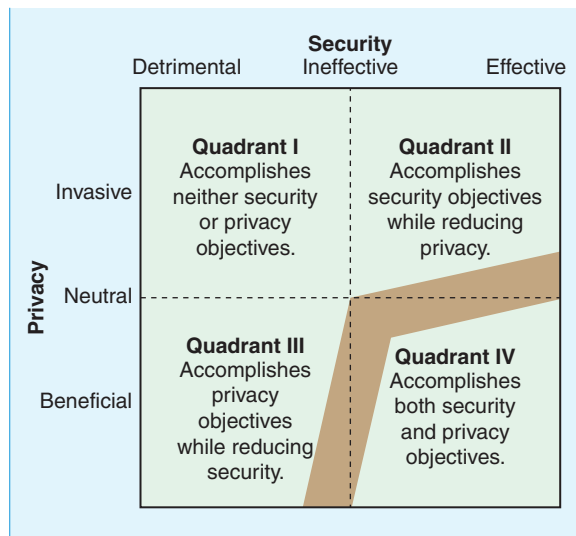 Security
Detrimental Ineffective Effective
Quadrant I
Accomplishes
neither security
or privacy
objectives.
Quadrant II
Accomplishes
security objectives
while reducing
privacy.
Invasive
Neutral
Privacy
Beneficial
Quadrant III
Accomplishes
privacy
objectives
while reducing
security.
Quadrant IV
Accomplishes
both security
and privacy
objectives.